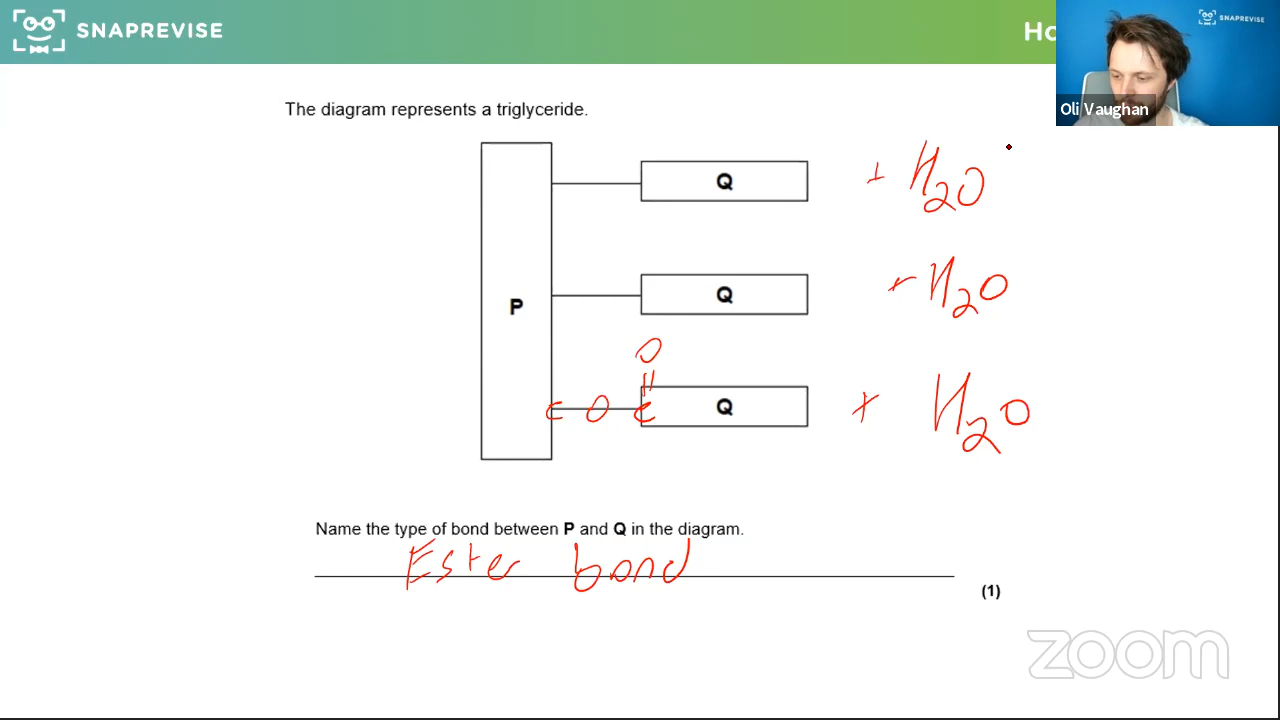 SNAPREVISE
Ho
SNAPREVISE
Oli Vaughan
The diagram represents a triglyceride.
Q
+ H2O
Q
+ H2O
P
O
C O C
Q
+ H2O
Name the type of bond between P and Q in the diagram.
Ester bond
(1)
zoom